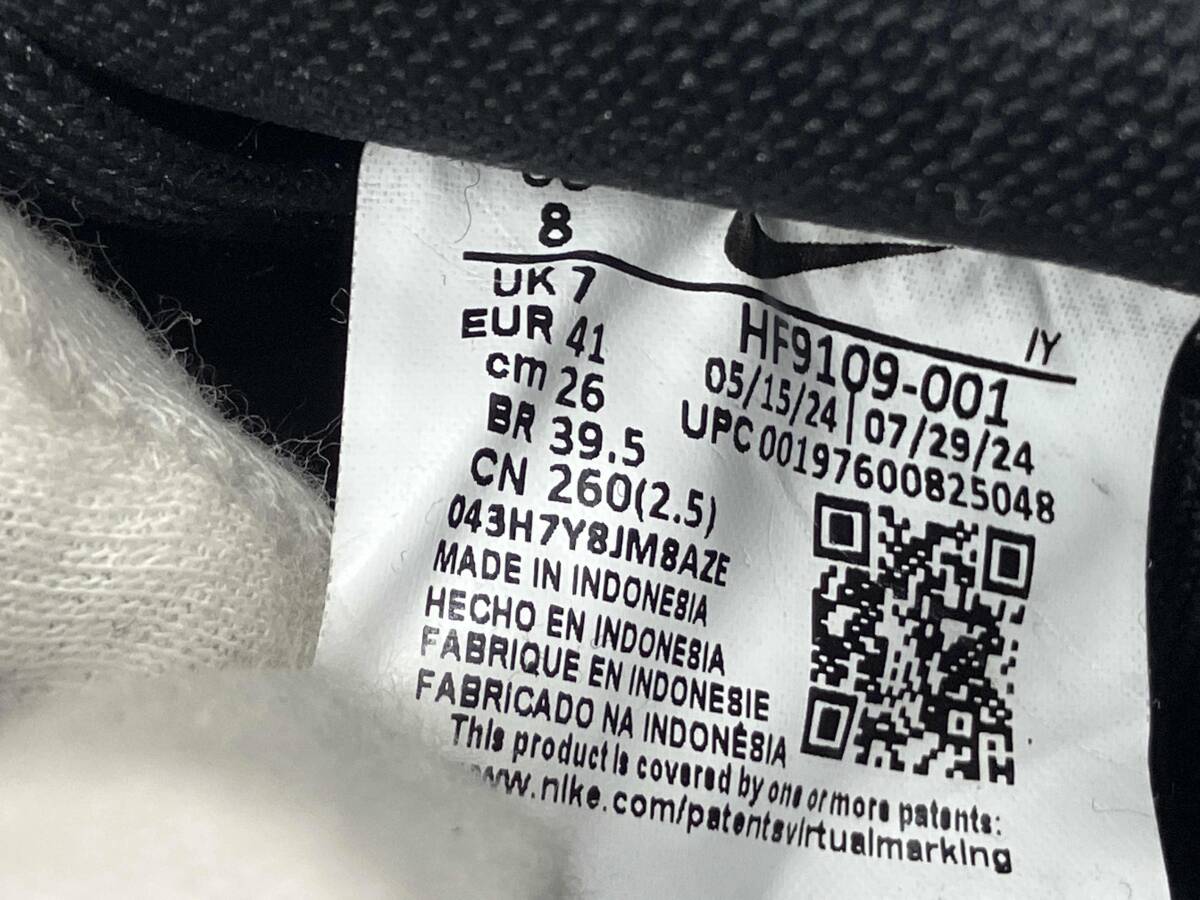 8
UK 7
EUR 41
cm 26
BR 39.5
CN 260(2.5)
043H7Y8JM8AZE
MADE IN INDONESIA
HECHO EN INDONESIA
FABRIQUE EN INDONESIE
FABRICADO NA INDONÉSIA
This product is covered by one or more patents:
www.nike.com/patentsvirtualmarking
IY
HF9109-001
05/15/24 | 07/29/24
UPC 00197600825048